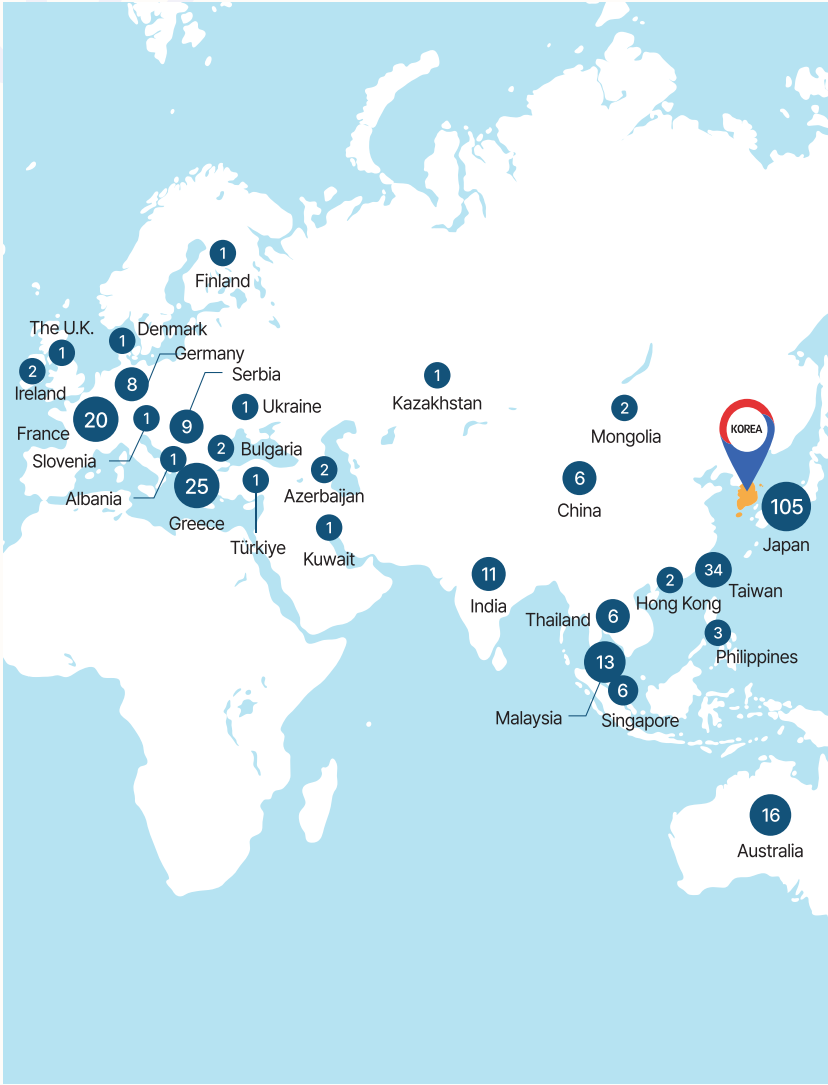 1
Finland
The U.K.
1
1
Denmark
2
Ireland
8
Germany
Serbia
1
Kazakhstan
20
France
1
Slovenia
9
1
Ukraine
2
Mongolia
KOREA
2
Bulgaria
1
Albania
25
Greece
1
Türkiye
2
Azerbaijan
6
China
105
Japan
1
Kuwait
11
India
2
Hong Kong
34
Taiwan
Thailand
6
3
Philippines
13
Malaysia
6
Singapore
16
Australia